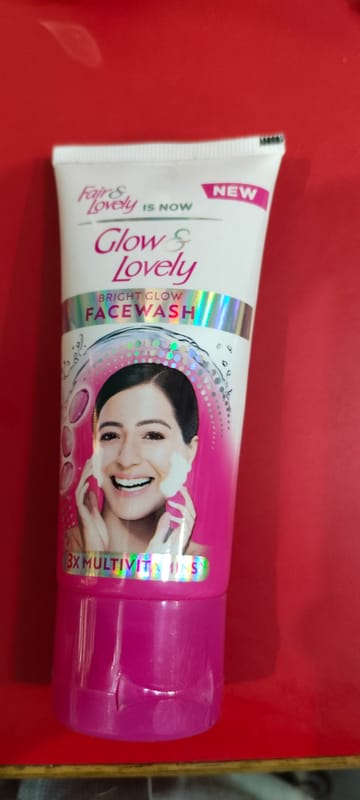 Fair &
Lovely IS NOW
NEW
Glow &
Lovely
BRIGHT GLOW
FACEWASH
3X MULTIVITAMINS